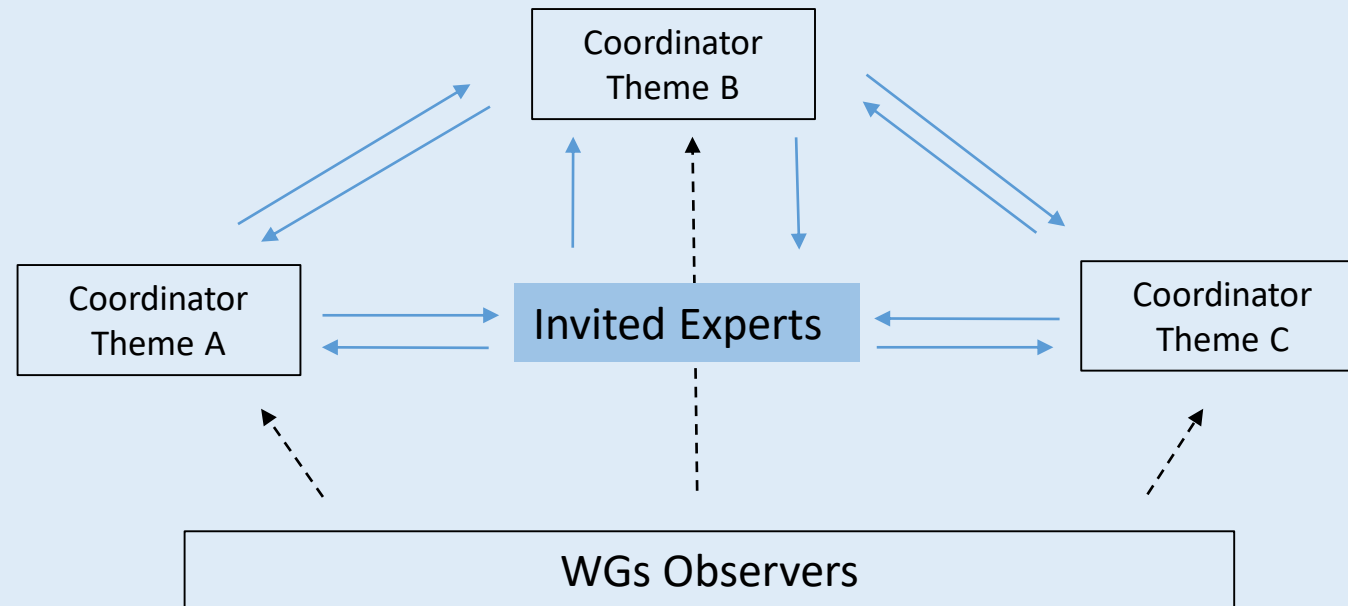 Coordinator
Theme B
Coordinator
Theme A
Invited Experts
Coordinator
Theme C
WGs Observers